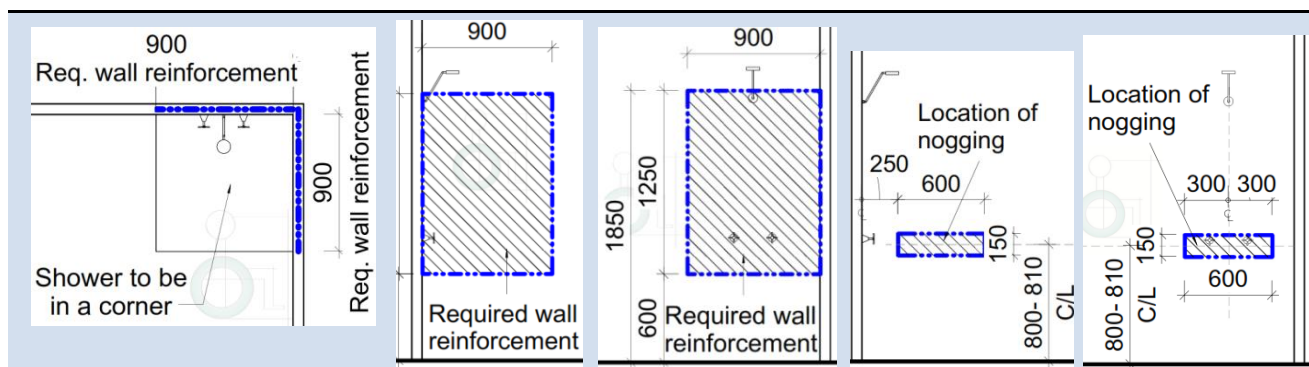 900
Req. wall reinforcement
900
Req. wall reinforcement
Shower to be
in a corner
900
Required wall
reinforcement
900
1850
1250
600
Required wall
reinforcement
Location of
nogging
250
600
150
800- 810
C/L
Location of
nogging
300
300
150
600
800- 810
C/L